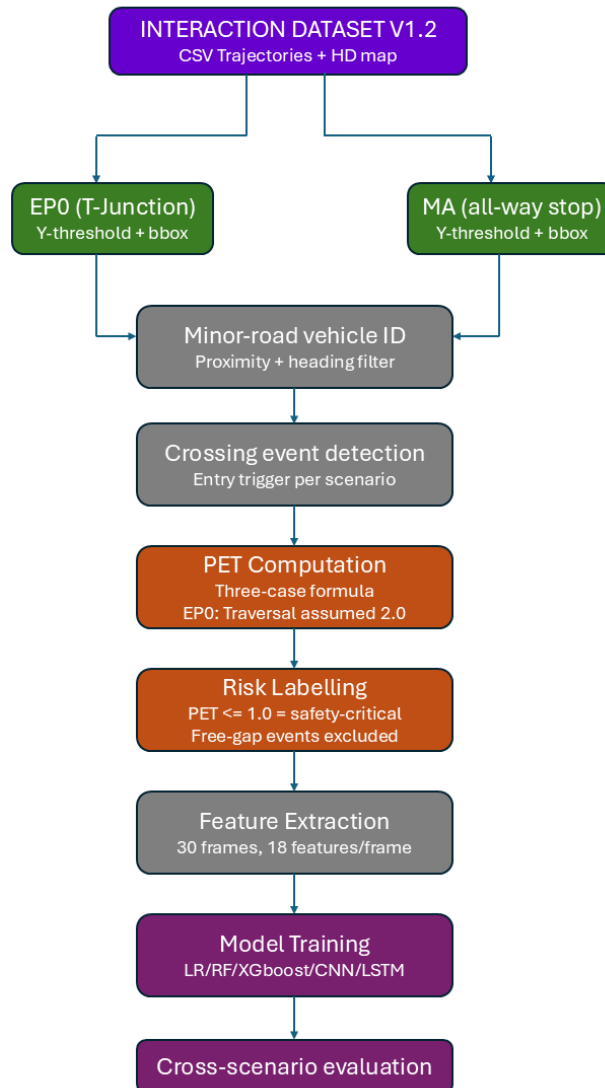 INTERACTION DATASET V1.2
CSV Trajectories + HD map
EP0 (T-Junction)
Y-threshold + bbox
MA (all-way stop)
Y-threshold + bbox
Minor-road vehicle ID
Proximity + heading filter
Crossing event detection
Entry trigger per scenario
PET Computation
Three-case formula
EP0: Traversal assumed 2.0
Risk Labelling
PET <= 1.0 = safety-critical
Free-gap events excluded
Feature Extraction
30 frames, 18 features/frame
Model Training
LR/RF/XGboost/CNN/LSTM
Cross-scenario evaluation